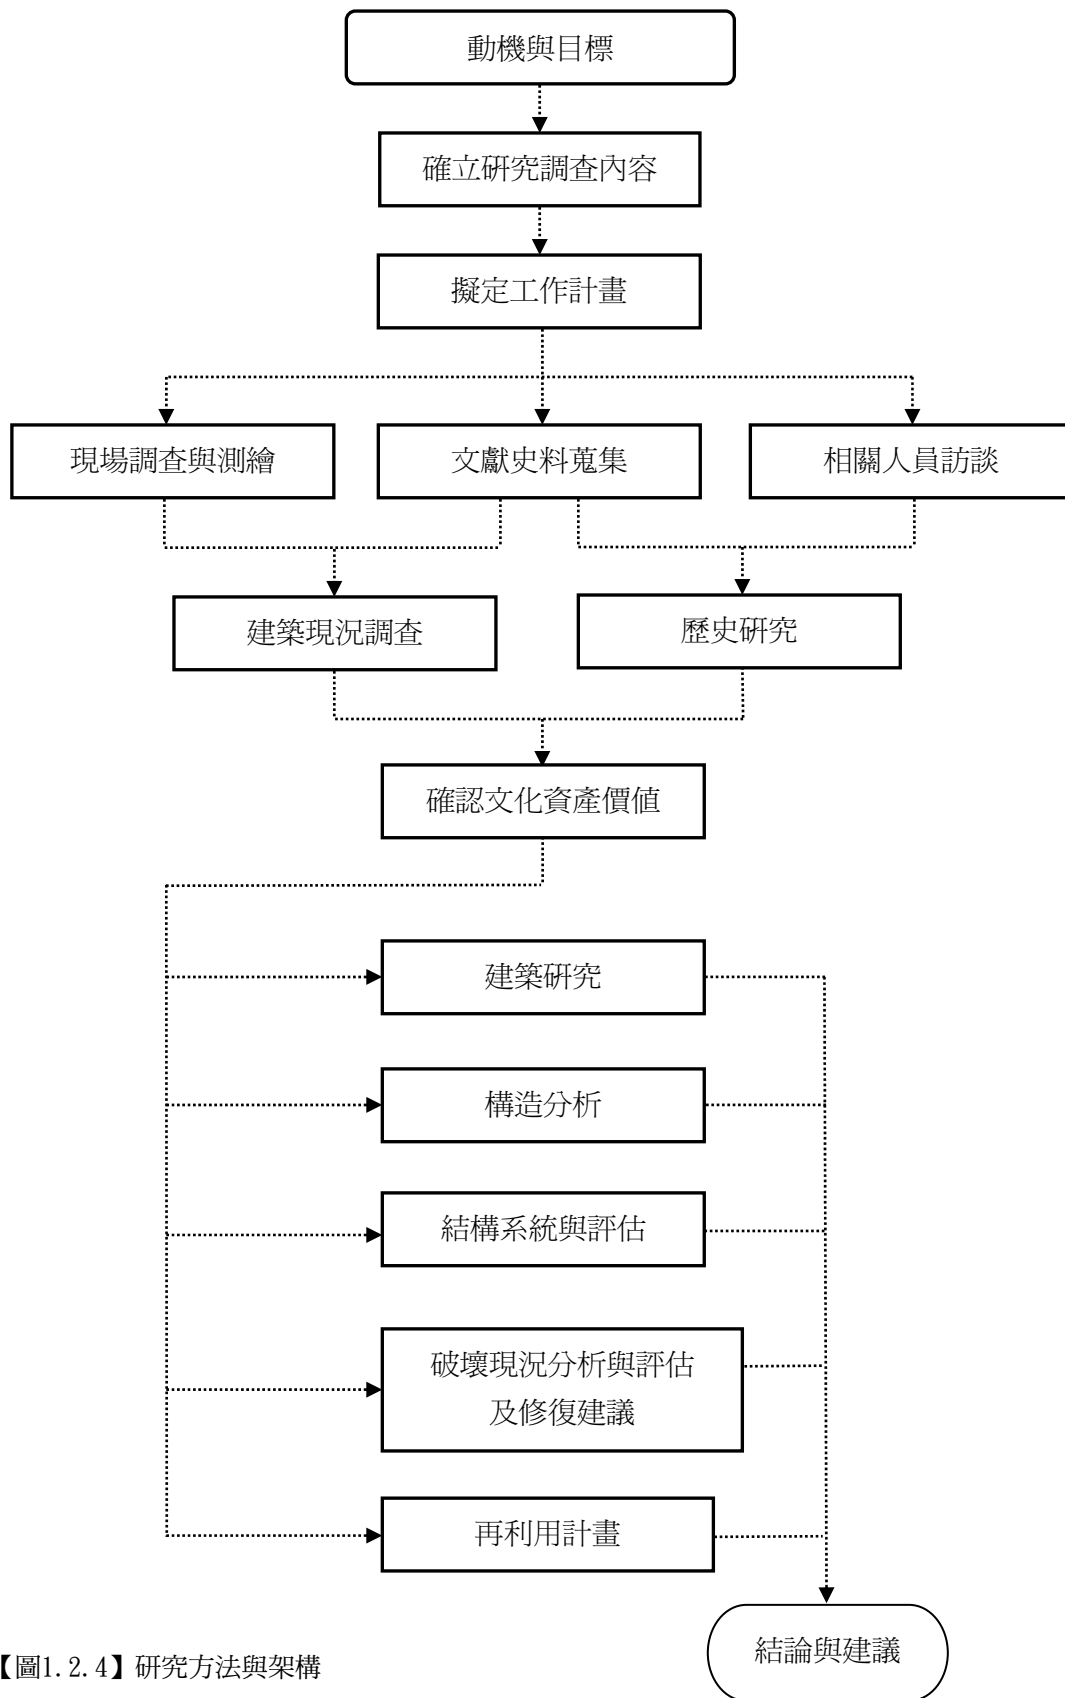 動機與目標
確立研究調查內容
擬定工作計畫
現場調查與測繪
文獻史料蒐集
相關人員訪談
建築現況調查
歷史研究
確認文化資產價值
建築研究
構造分析
結構系統與評估
破壞現況分析與評估
及修復建議
再利用計畫
結論與建議
【圖1.2.4】研究方法與架構